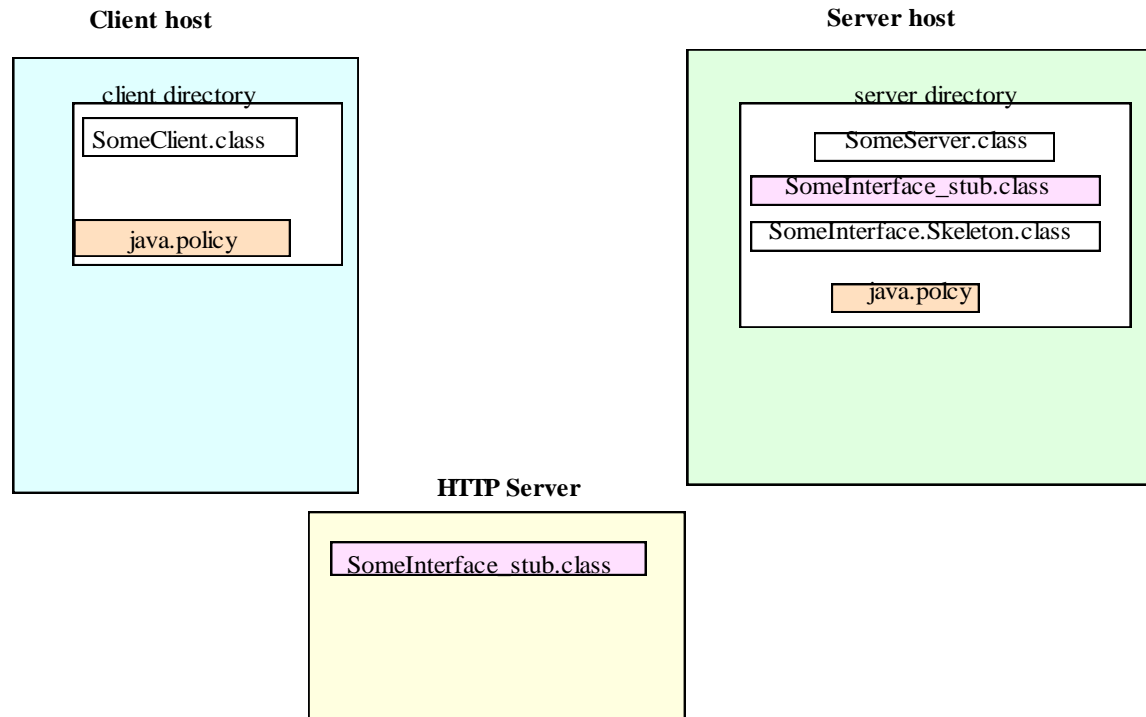 Client host
Server host
client directory
SomeClient.class
java.policy
server directory
SomeServer.class
SomeInterface_stub.class
SomeInterface.Skeleton.class
java.polcy
HTTP Server
SomeInterface_stub.class